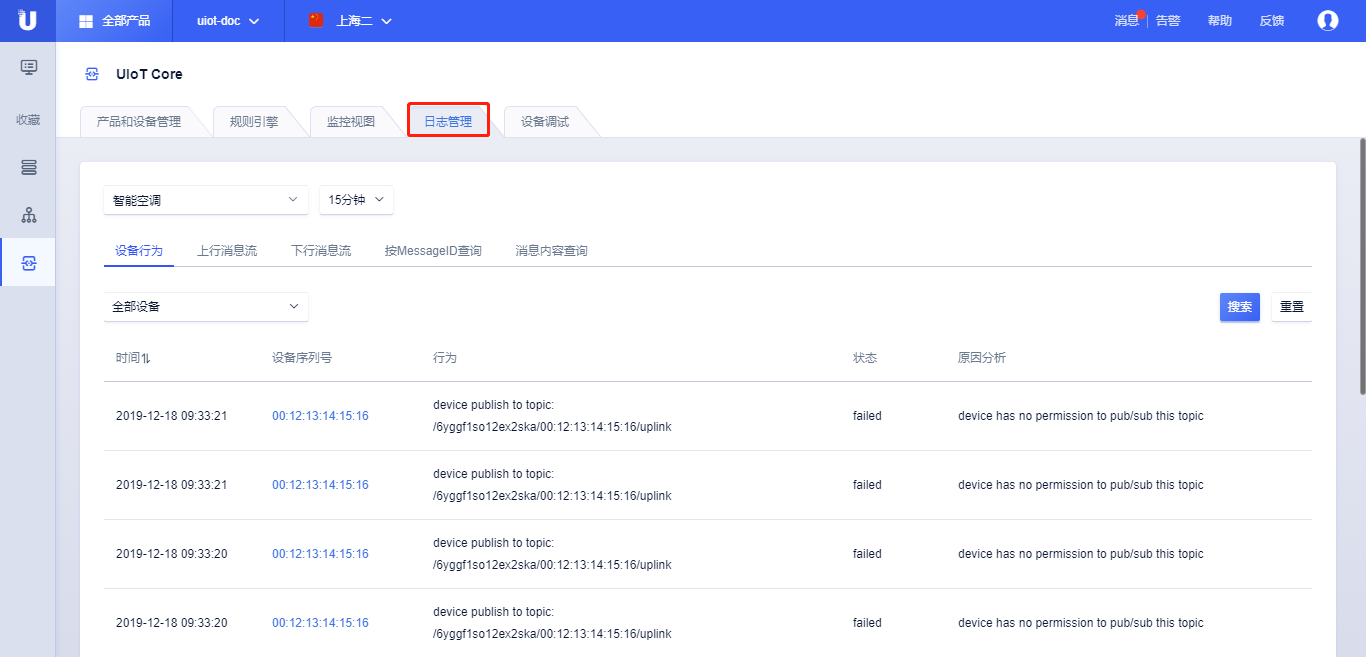 全部产品
uiot-doc
上海二
消息
告警
帮助
反馈
UIoT Core
收藏
产品和设备管理
规则引擎
监控视图
日志管理
设备调试
智能空调
15分钟
设备行为
上行消息流
下行消息流
按MessageID查询
消息内容查询
全部设备
搜索
重置
时间
设备序列号
行为
状态
原因分析
2019-12-18 09:33:21
00:12:13:14:15:16
device publish to topic:
/6yggf1so12ex2ska/00:12:13:14:15:16/uplink
failed
device has no permission to pub/sub this topic
2019-12-18 09:33:21
00:12:13:14:15:16
device publish to topic:
/6yggf1so12ex2ska/00:12:13:14:15:16/uplink
failed
device has no permission to pub/sub this topic
2019-12-18 09:33:20
00:12:13:14:15:16
device publish to topic:
/6yggf1so12ex2ska/00:12:13:14:15:16/uplink
failed
device has no permission to pub/sub this topic
2019-12-18 09:33:20
00:12:13:14:15:16
device publish to topic:
/6yggf1so12ex2ska/00:12:13:14:15:16/uplink
failed
device has no permission to pub/sub this topic